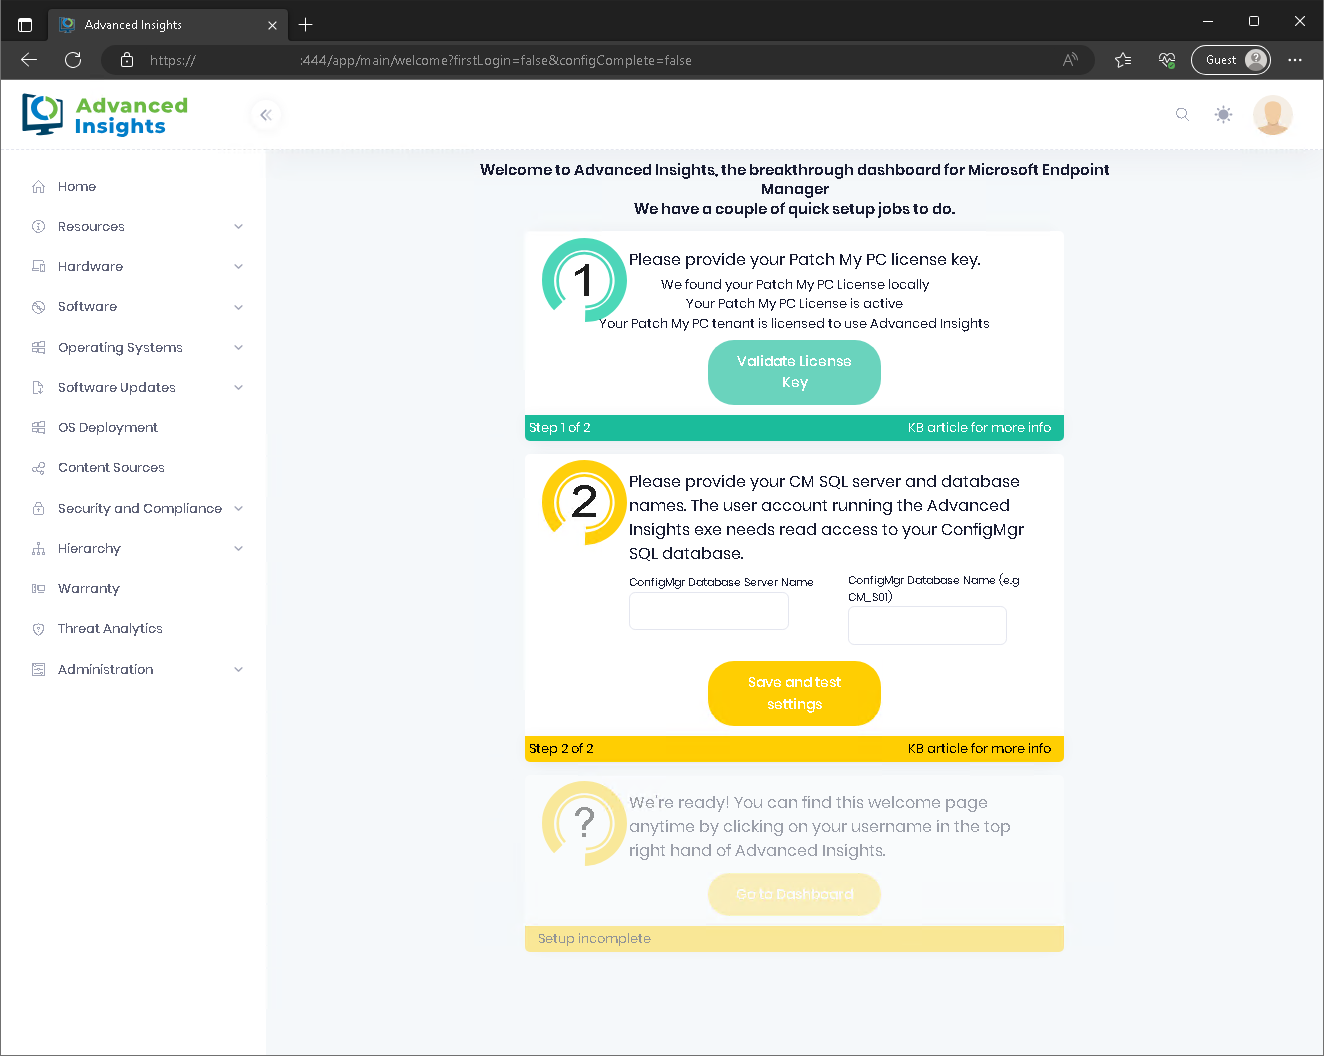 Advanced Insights
https:// :444/app/main/welcome?firstLogin=false&configComplete=false
Guest
Advanced
Insights
Home
Resources
Hardware
Software
Operating Systems
Software Updates
OS Deployment
Content Sources
Security and Compliance
Hierarchy
Warranty
Threat Analytics
Administration
Welcome to Advanced Insights, the breakthrough dashboard for Microsoft Endpoint
Manager
We have a couple of quick setup jobs to do.
1
Please provide your Patch My PC license key.
We found your Patch My PC License locally
Your Patch My PC License is active
Your Patch My PC tenant is licensed to use Advanced Insights
Validate License
Key
Step 1 of 2 KB article for more info
2
Please provide your CM SQL server and database
names. The user account running the Advanced
Insights exe needs read access to your ConfigMgr
SQL database.
ConfigMgr Database Server Name
ConfigMgr Database Name (e.g
CM_S01)
Save and test
settings
Step 2 of 2 KB article for more info
?
We're ready! You can find this welcome page
anytime by clicking on your username in the top
right hand of Advanced Insights.
Go to Dashboard
Setup incomplete